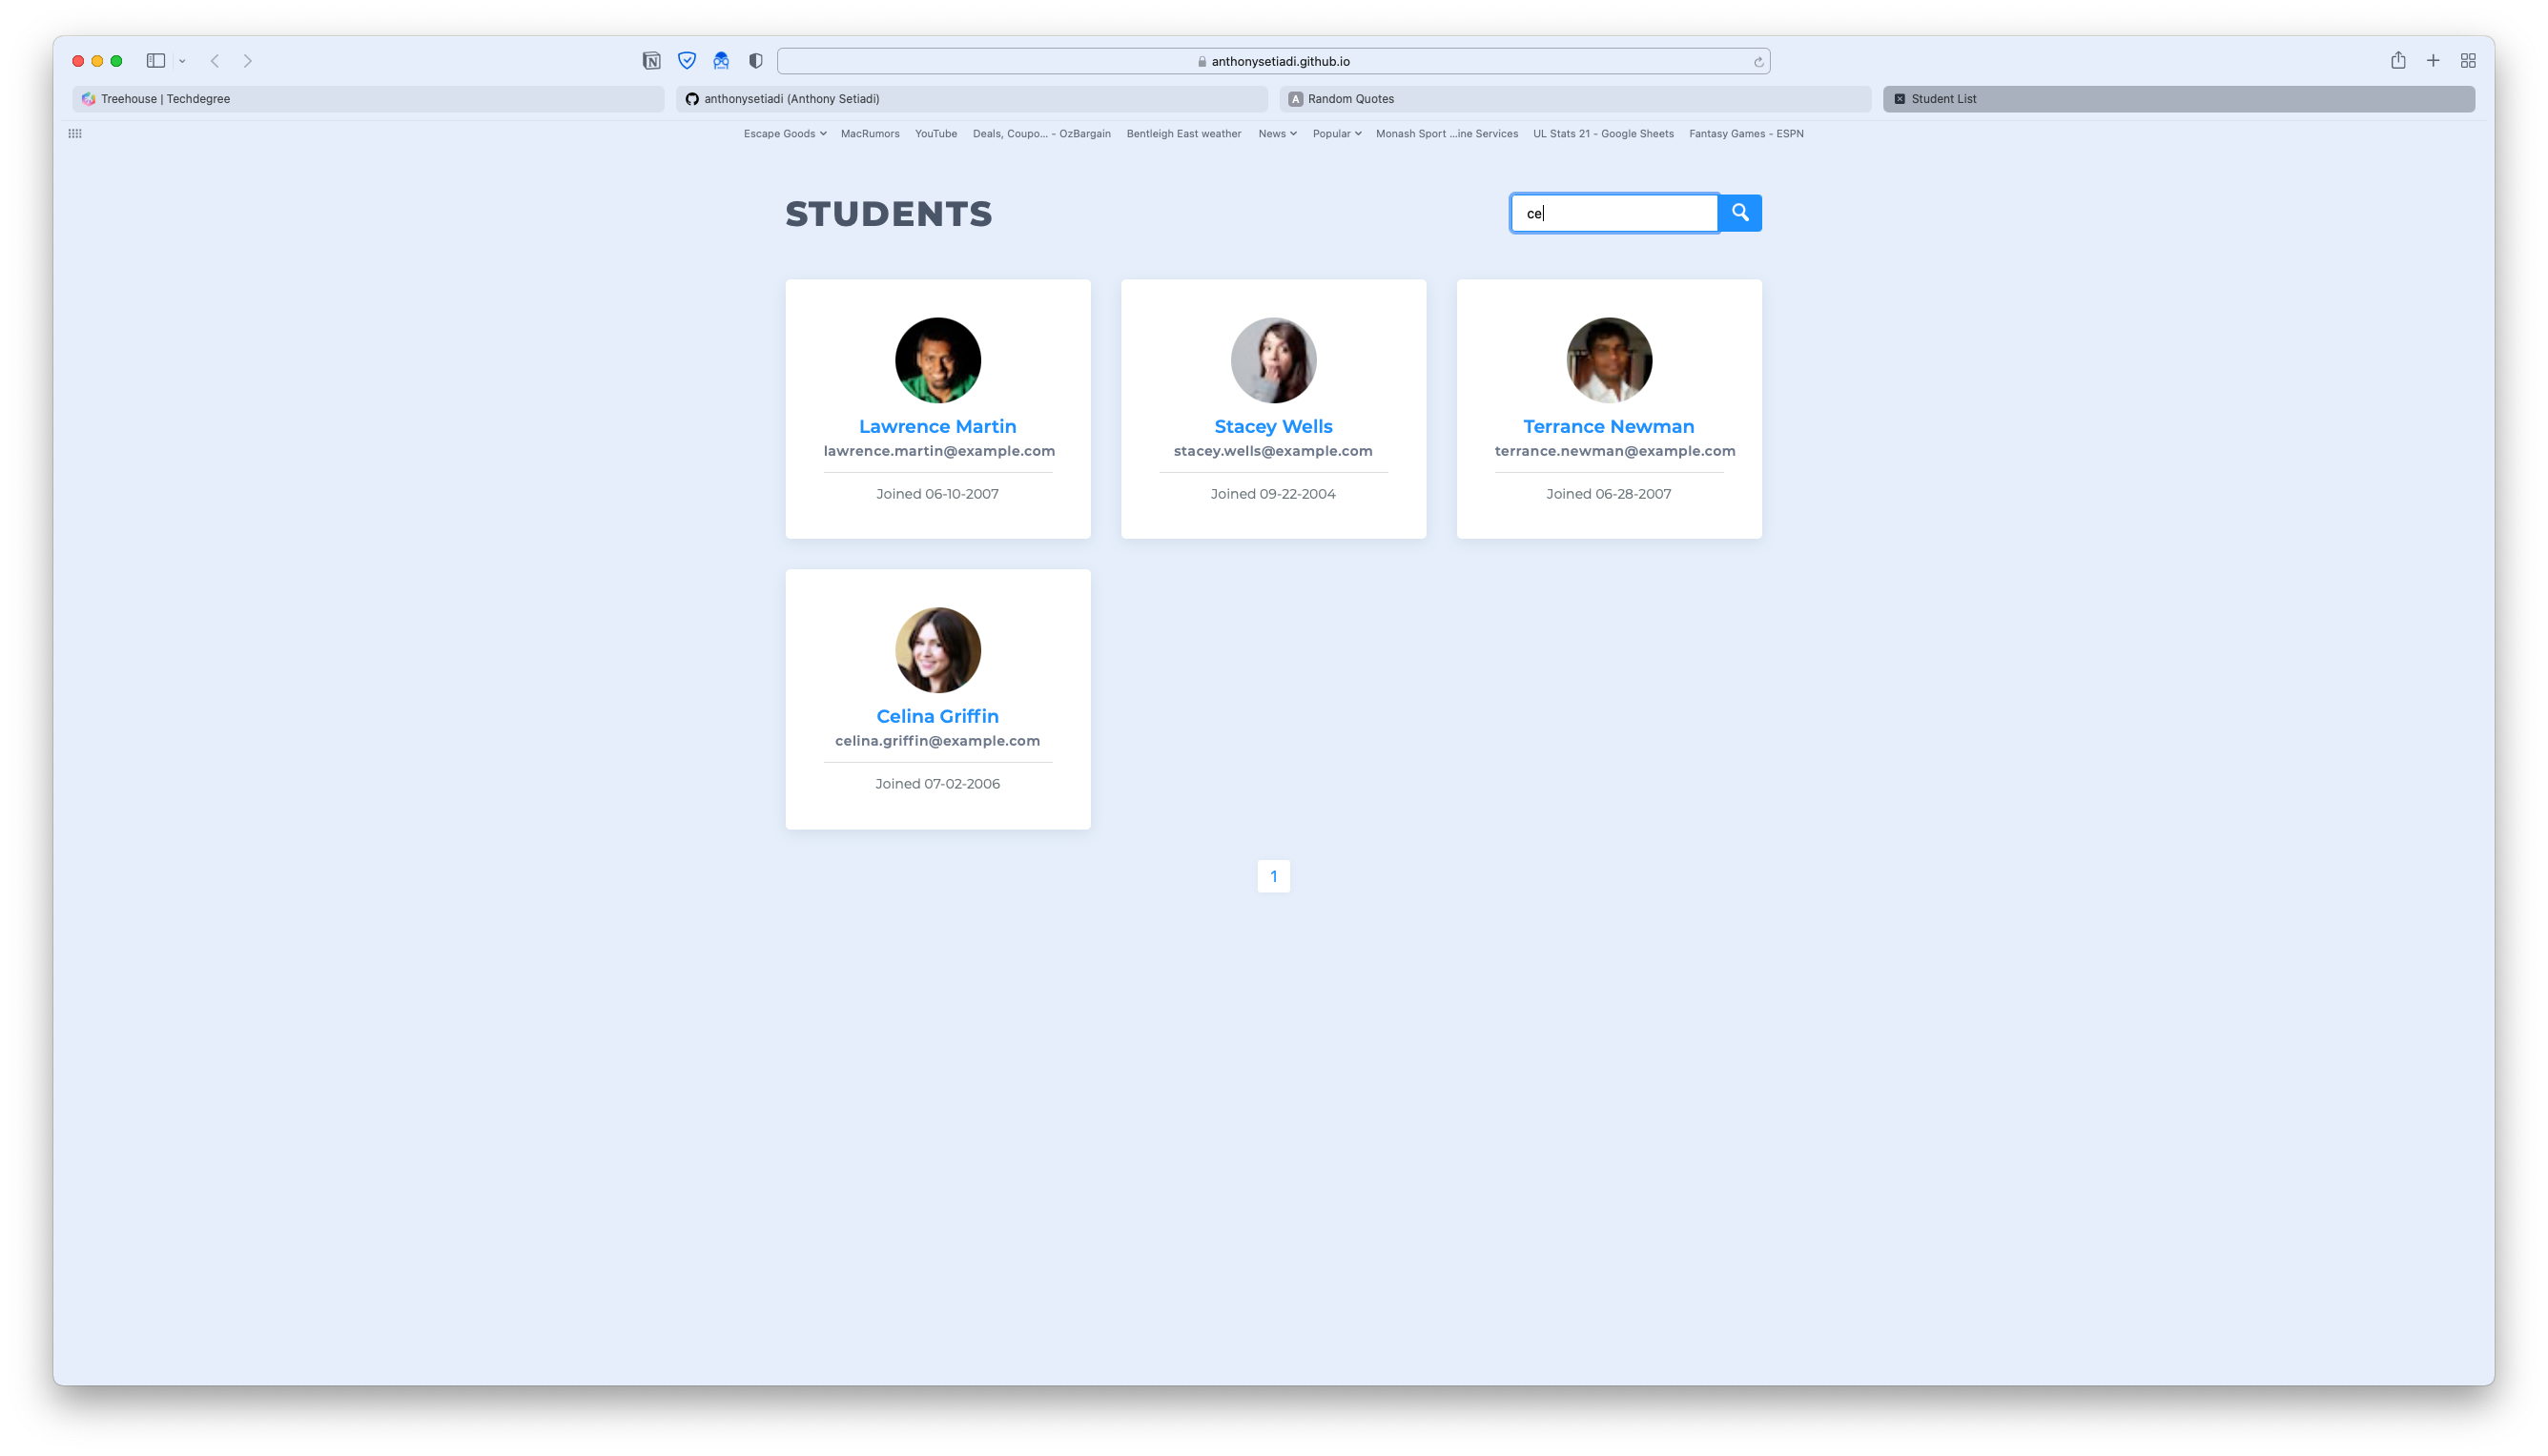 anthonysetiadi.github.io
Treehouse | Techdegree
anthonysetiadi (Anthony Setiadi)
A Random Quotes
Student List
Escape Goods MacRumors YouTube Deals, Coupo... - OzBargain Bentleigh East weather News Popular Monash Sport ...ine Services UL Stats 21 - Google Sheets Fantasy Games - ESPN
STUDENTS
ce
Lawrence Martin
lawrence.martin@example.com
Joined 06-10-2007
Stacey Wells
stacey.wells@example.com
Joined 09-22-2004
Terrance Newman
terrance.newman@example.com
Joined 06-28-2007
Celina Griffin
celina.griffin@example.com
Joined 07-02-2006
1